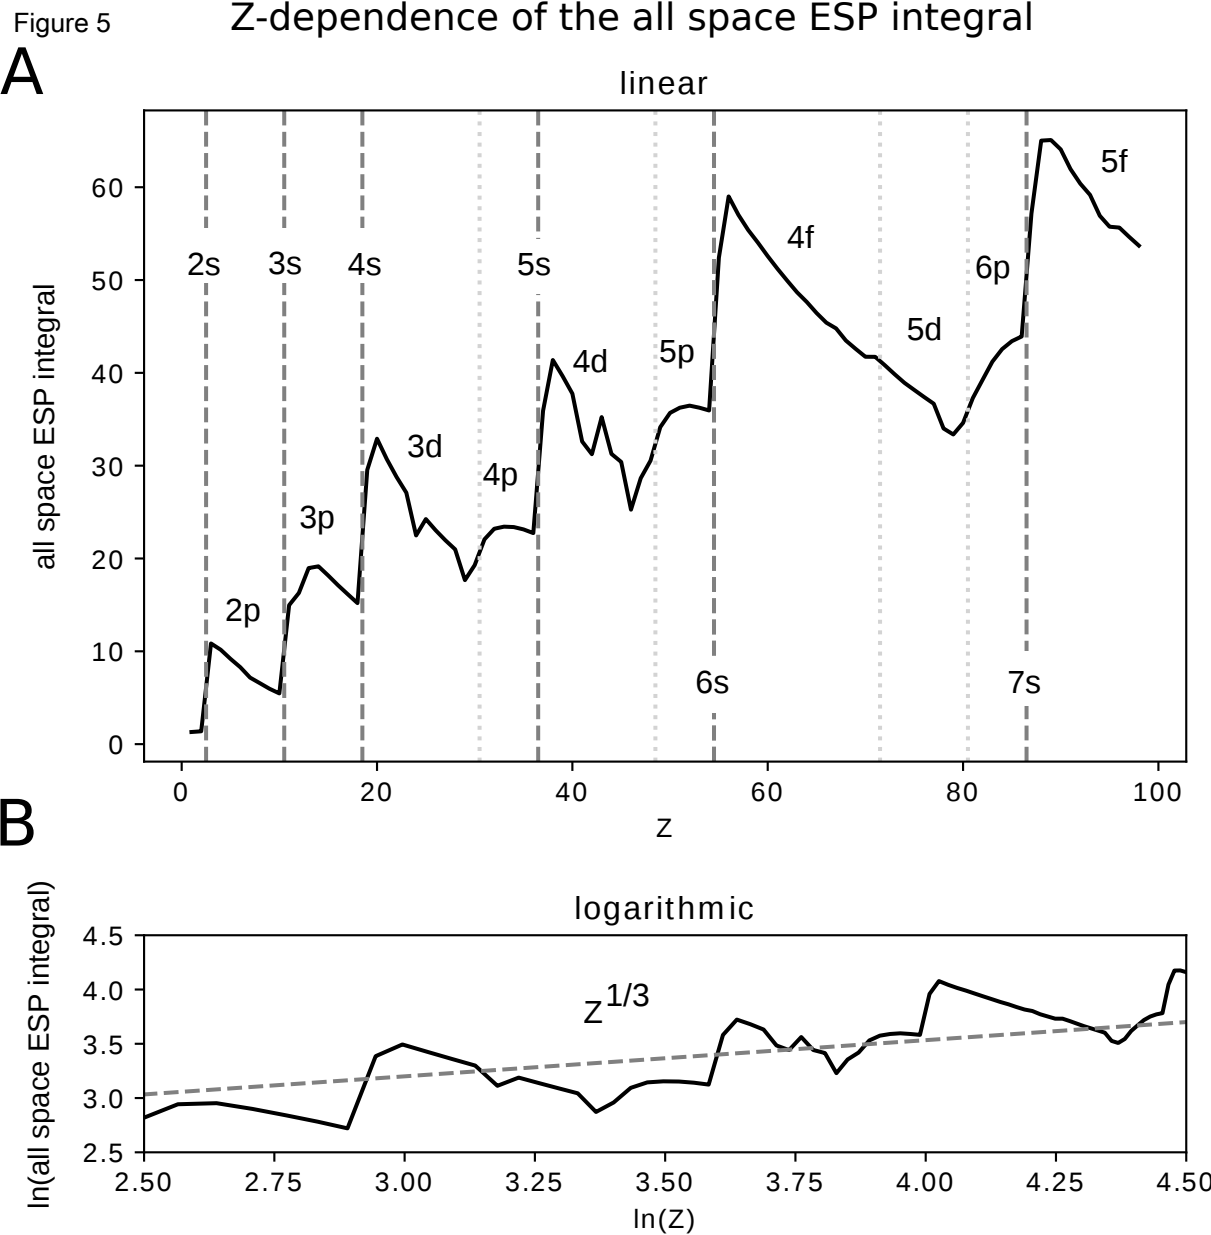 Figure 5
Z-dependence of the all space ESP integral
A
linear
all space ESP integral
60
50
40
30
20
10
0
2s
3s
4s
5s
6s
7s
2p
3p
3d
4p
4d
5p
4f
5d
6p
5f
0
20
40
60
80
100
Z
B
logarithmic
ln(all space ESP integral)
4.5
4.0
3.5
3.0
2.5
Z^1/3
2.50
2.75
3.00
3.25
3.50
3.75
4.00
4.25
4.50
ln(Z)